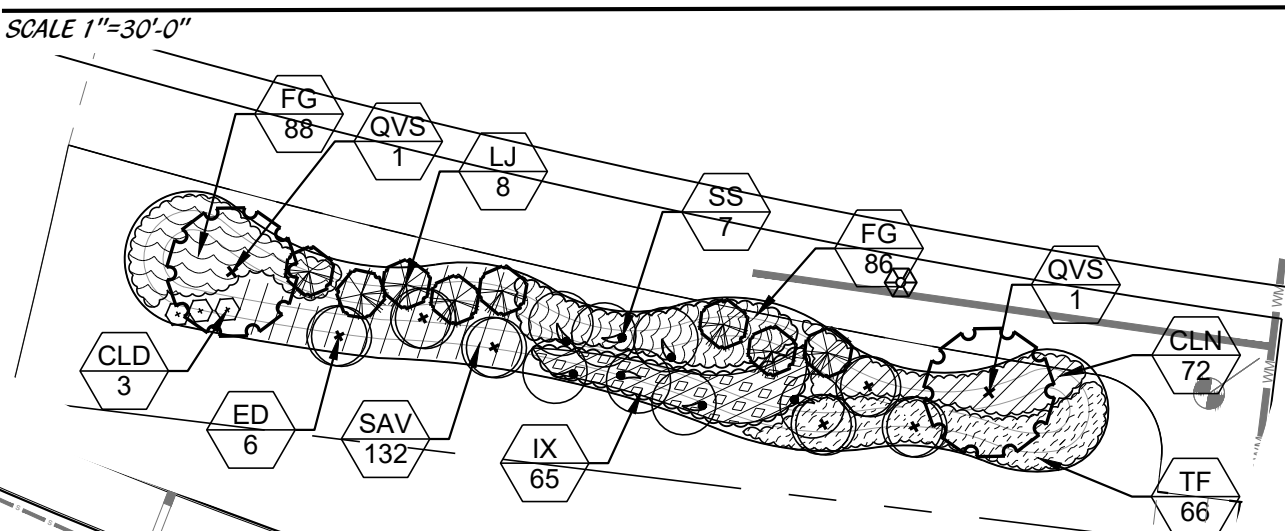 SCALE 1"=30'-0"
FG
88
QVS
1
LJ
8
SS
7
FG
86
QVS
1
CLN
72
CLD
3
ED
6
SAV
132
IX
65
TF
66